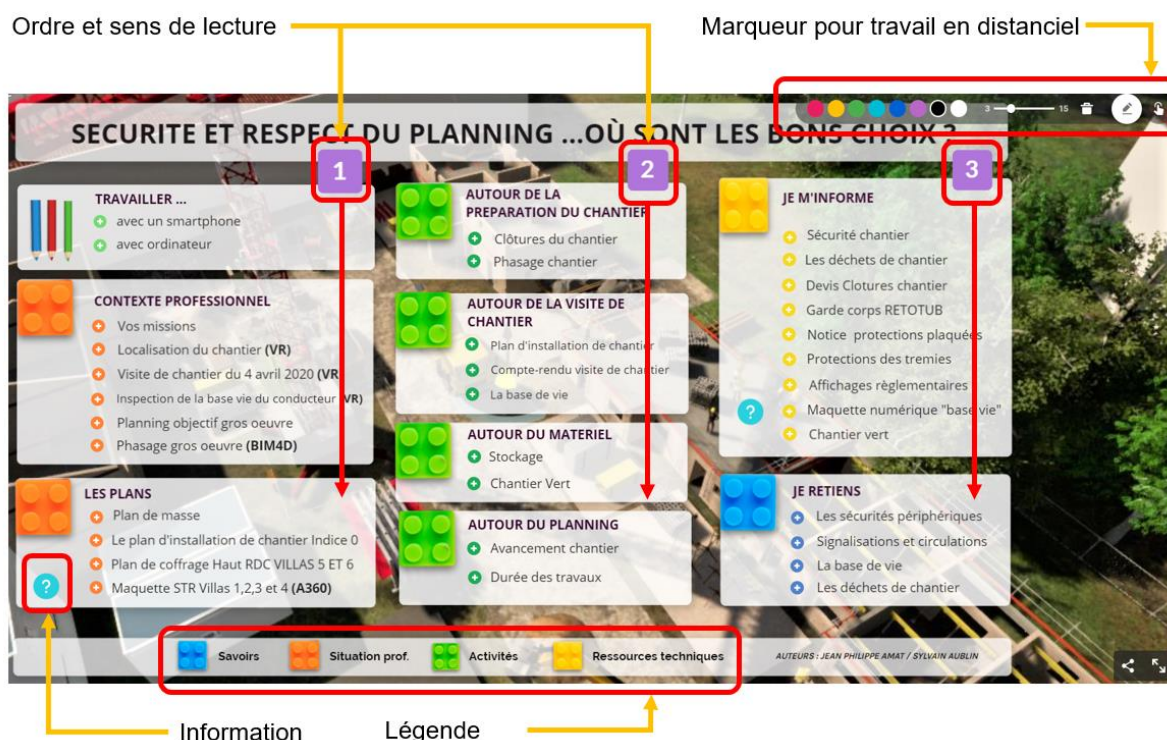 Ordre et sens de lecture
Marqueur pour travail en distanciel
3
15
SECURITE ET RESPECT DU PLANNING ...OÙ SONT LES BONS CHOIX ?
1
TRAVAILLER ...
avec un smartphone
avec ordinateur
CONTEXTE PROFESSIONNEL
Vos missions
Localisation du chantier (VR)
Visite de chantier du 4 avril 2020 (VR
Inspection de la base vie du conducteur (VR)
Planning objectif gros oeuvre
Phasage gros oeuvre (BIM4D)
LES PLANS
Plan de masse
Le plan d'installation de chantier Indice 0
Plan de coffrage Haut RDC VILLAS 5 ET 6
?
Maquette STR Villas 1,2,3 et 4 (A360)
2
AUTOUR DE LA
PREPARATION DU CHANTIER
Clôtures du chantier
Phasage chantier
AUTOUR DE LA VISITE DE
CHANTIER
Plan d'installation de chantier
Compte-rendu visite de chantier
La base de vie
AUTOUR DU MATERIEL
Stockage
Chantier Vert
AUTOUR DU PLANNING
Avancement chantier
Durée des travaux
3
JE M'INFORME
Sécurité chantier
Les déchets de chantier
Devis Clotures chantier
Garde corps RETOTUB
Notice protections plaquées
Protections des tremies
Affichages règlementaires
?
Maquette numérique "base vie"
Chantier vert
JE RETIENS
Les sécurités périphériques
Signalisations et circulations
La base de vie
Les déchets de chantier
Savoirs
Situation prof.
Activités
Ressources techniques
AUTEURS : JEAN PHILIPPE AMAT / SYLVAIN AUBLIN
Information
Légende